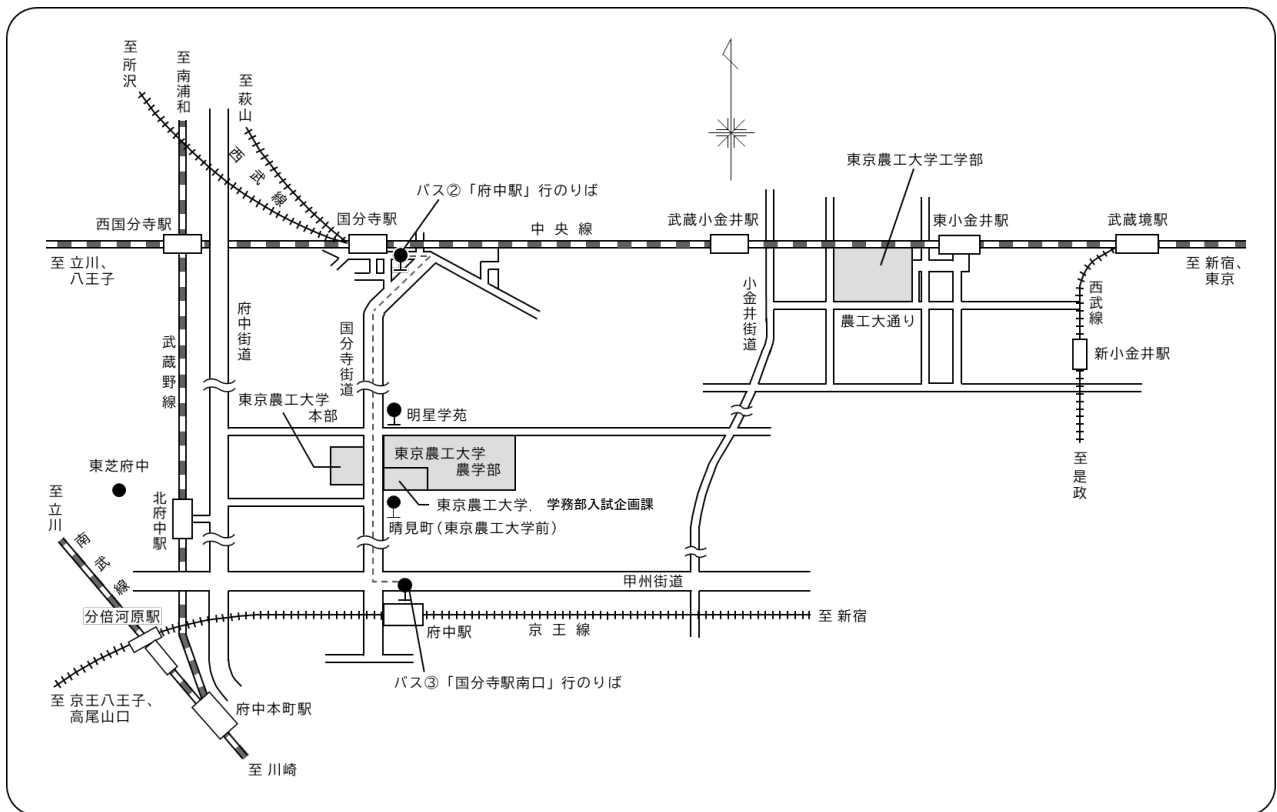 至所沢
至南浦和
至萩山
西武線
バス②「府中駅」行のりば
東京農工大学工学部
西国分寺駅
国分寺駅
中央線
武蔵小金井駅
東小金井駅
武蔵境駅
至 立川、
八王子
至 新宿、
東京
府中街道
国分寺街道
小金井街道
農工大通り
西武線
武蔵野線
新小金井駅
東京農工大学
本部
明星学苑
東京農工大学
農学部
東芝府中
至立川
北府中駅
東京農工大学. 学務部入試企画課
晴見町(東京農工大学前)
至是政
南武線
甲州街道
分倍河原駅
府中駅
京王線
至 新宿
バス③「国分寺駅南口」行のりば
至 京王八王子、
高尾山口
府中本町駅
至 川崎